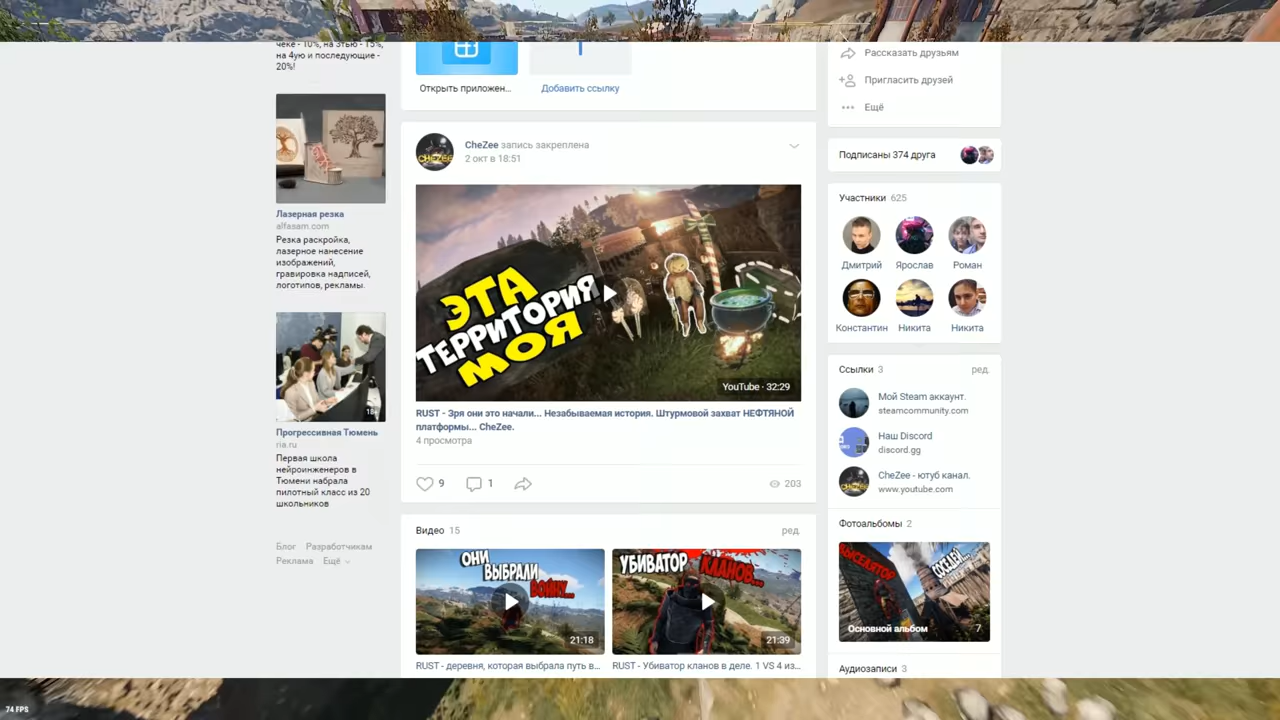 чеке - 10%, на 3тью - 15%,
на 4ую и последующие -
20%!
Лазерная резка
alfasam.com
Резка раскройка,
лазерное нанесение
изображений,
гравировка надписей,
логотипов, рекламы.
18+
Прогрессивная Тюмень
ria.ru
Первая школа
нейроинженеров в
Тюмени набрала
пилотный класс из 20
школьников
Блог Разработчикам
Реклама Ещё
Открыть приложен... Добавить ссылку
CheZee запись закреплена
2 окт в 18:51
CHEZEE
ЭТА
ТЕРРИТОРИЯ
МОЯ
YouTube · 32:29
RUST - Зря они это начали... Незабываемая история. Штурмовой захват НЕФТЯНОЙ
платформы... CheZee.
4 просмотра
9 1 203
Видео 15 ред.
ОНИ
ВЫБРАЛИ
ВОЙНУ...
21:18
УБИВАТОР
КЛАНОВ...
21:39
RUST - деревня, которая выбрала путь в...
RUST - Убиватор кланов в деле. 1 VS 4 из...
Рассказать друзьям
Пригласить друзей
Ещё
Подписаны 374 друга
Участники 625
Дмитрий Ярослав Роман
Константин Никита Никита
Ссылки 3 ред.
Мой Steam аккаунт.
steamcommunity.com
Наш Discord
discord.gg
CheZee - ютуб канал.
www.youtube.com
Фотоальбомы 2
ВЫСЕЛЯТОР
СОСЕДЕЙ...
Основной альбом 7
Аудиозаписи 3
74 FPS